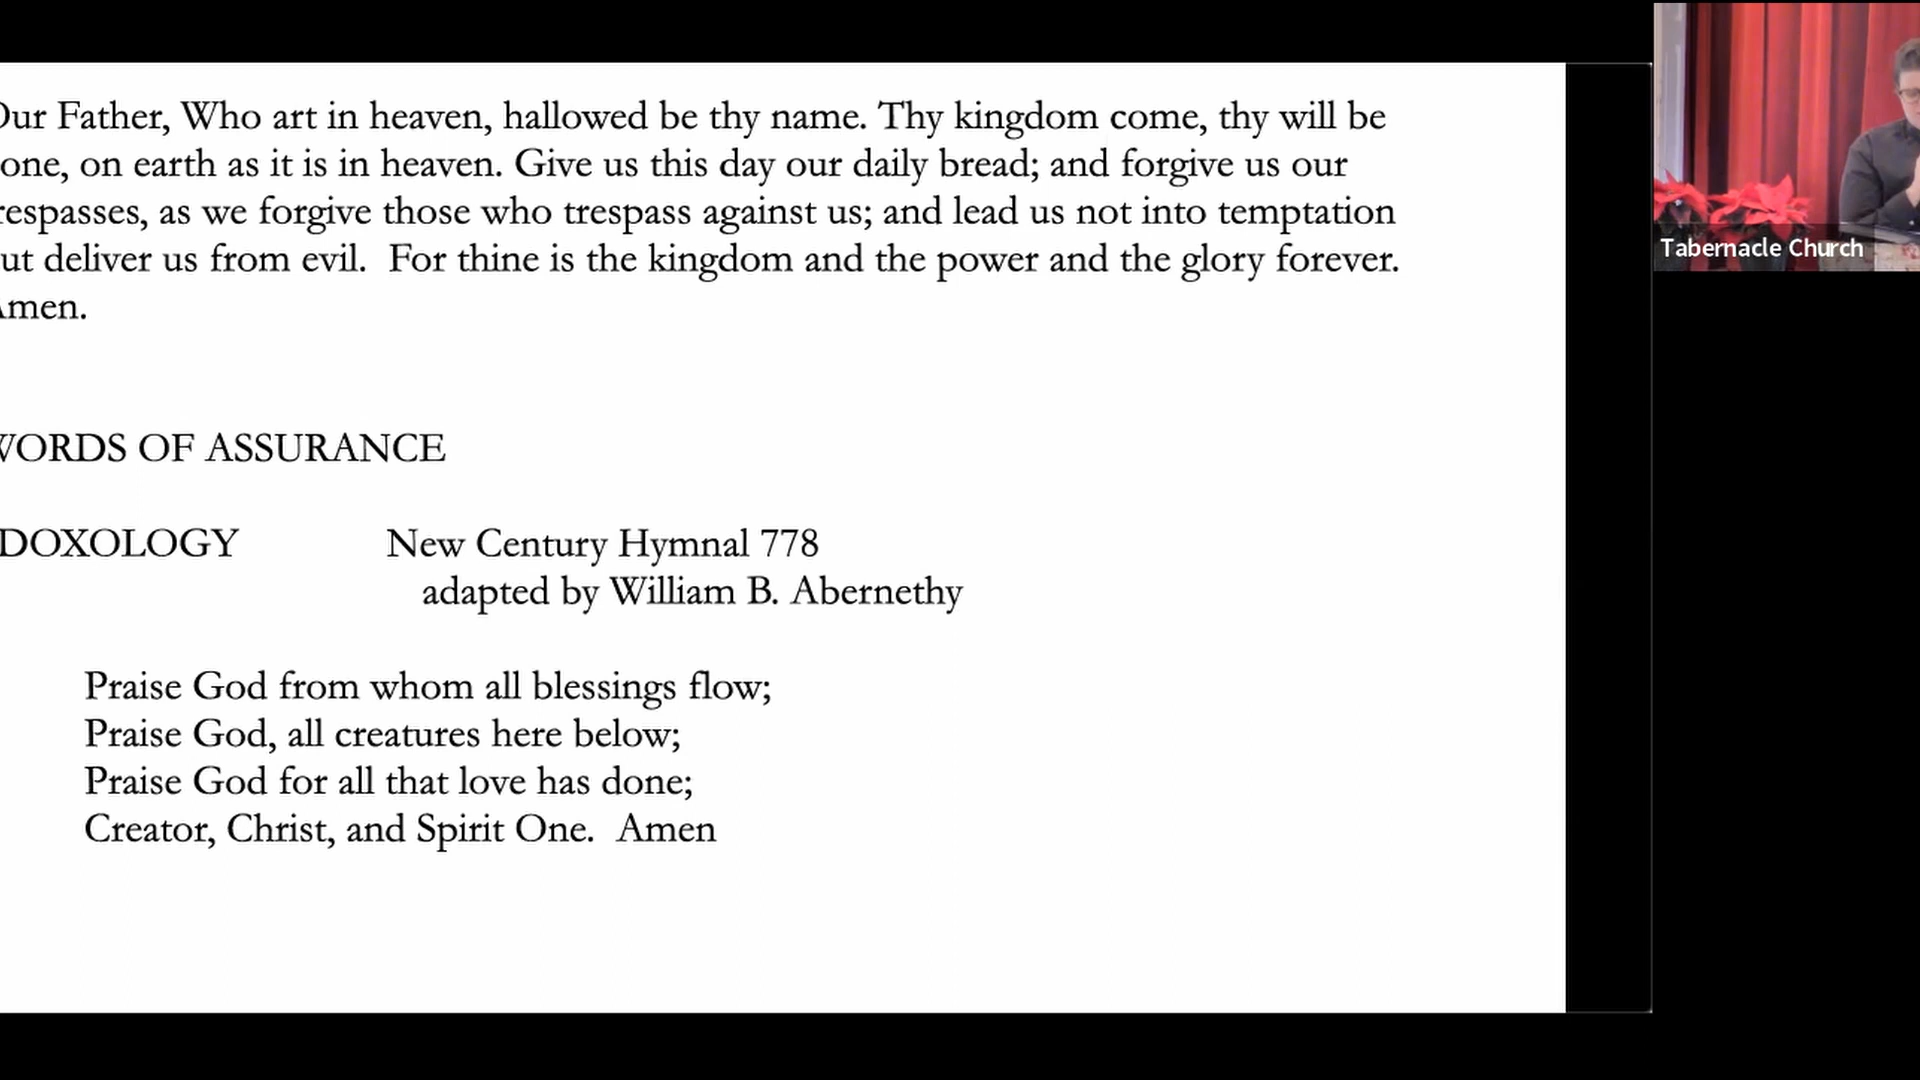 Our Father, Who art in heaven, hallowed be thy name. Thy kingdom come, thy will be
one, on earth as it is in heaven. Give us this day our daily bread; and forgive us our
respasses, as we forgive those who trespass against us; and lead us not into temptation
ut deliver us from evil.  For thine is the kingdom and the power and the glory forever.
Amen.
WORDS OF ASSURANCE
DOXOLOGY New Century Hymnal 778
adapted by William B. Abernethy
Praise God from whom all blessings flow;
Praise God, all creatures here below;
Praise God for all that love has done;
Creator, Christ, and Spirit One.  Amen
Tabernacle Church